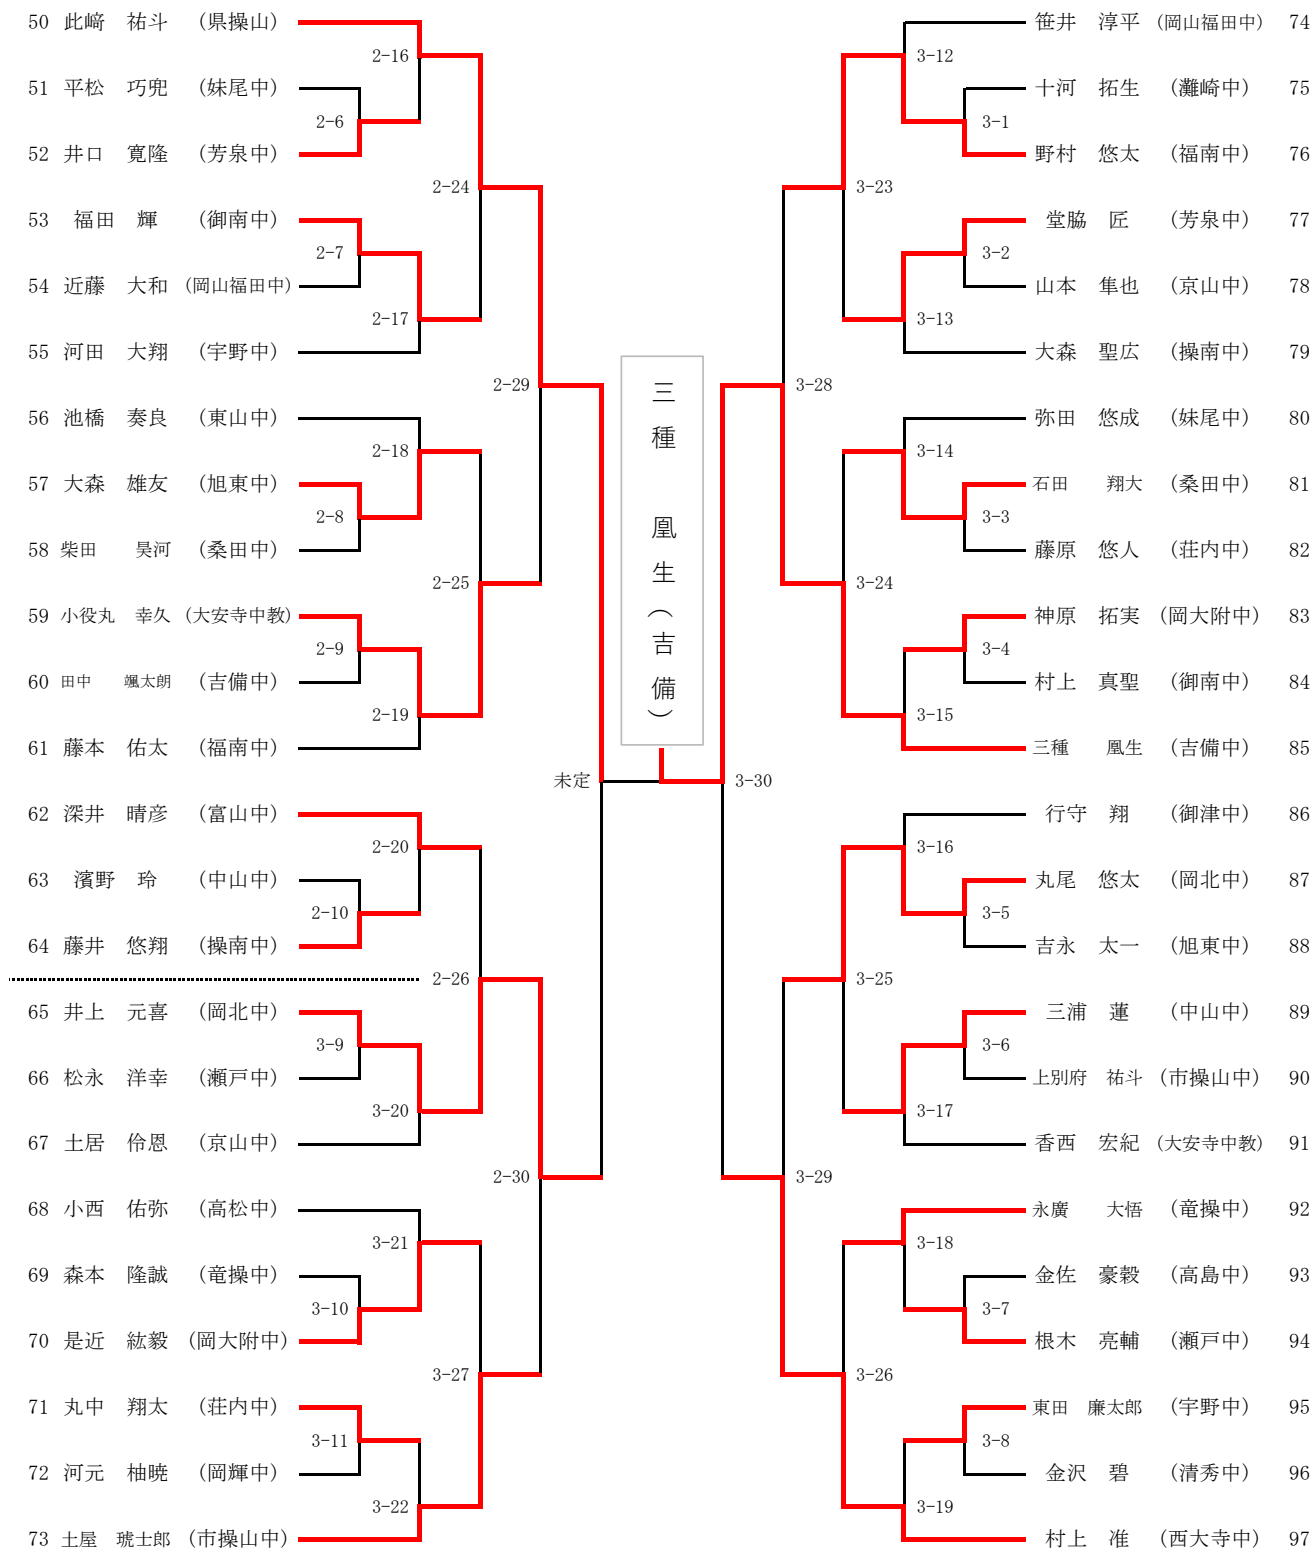 50 此﨑 祐斗 (県操山)
2-16
51 平松 巧兜 (妹尾中)
2-6
52 井口 寛隆 (芳泉中)
2-24
53 福田 輝 (御南中)
2-7
54 近藤 大和 (岡山福田中)
2-17
55 河田 大翔 (宇野中)
2-29
56 池橋 奏良 (東山中)
2-18
57 大森 雄友 (旭東中)
2-8
58 柴田 昊河 (桑田中)
2-25
59 小役丸 幸久 (大安寺中教)
2-9
60 田中 颯太朗 (吉備中)
2-19
61 藤本 佑太 (福南中)
未定
62 深井 晴彦 (富山中)
2-20
63 濱野 玲 (中山中)
2-10
64 藤井 悠翔 (操南中)
2-26
65 井上 元喜 (岡北中)
3-9
66 松永 洋幸 (瀬戸中)
3-20
67 土居 伶恩 (京山中)
2-30
68 小西 佑弥 (高松中)
3-21
69 森本 隆誠 (竜操中)
3-10
70 是近 紘毅 (岡大附中)
3-27
71 丸中 翔太 (荘内中)
3-11
72 河元 柚暁 (岡輝中)
3-22
73 土屋 琥士郎 (市操山中)
三種 凰生(吉備)
笹井 淳平 (岡山福田中) 74
3-12
十河 拓生 (灘崎中) 75
3-1
野村 悠太 (福南中) 76
3-23
堂脇 匠 (芳泉中) 77
3-2
山本 隼也 (京山中) 78
3-13
大森 聖広 (操南中) 79
3-28
弥田 悠成 (妹尾中) 80
3-14
石田 翔大 (桑田中) 81
3-3
藤原 悠人 (荘内中) 82
3-24
神原 拓実 (岡大附中) 83
3-4
村上 真聖 (御南中) 84
3-15
三種 凰生 (吉備中) 85
3-30
行守 翔 (御津中) 86
3-16
丸尾 悠太 (岡北中) 87
3-5
吉永 太一 (旭東中) 88
3-25
三浦 蓮 (中山中) 89
3-6
上別府 祐斗 (市操山中) 90
3-17
香西 宏紀 (大安寺中教) 91
3-29
永廣 大悟 (竜操中) 92
3-18
金佐 豪毅 (高島中) 93
3-7
根木 亮輔 (瀬戸中) 94
3-26
東田 廉太郎 (宇野中) 95
3-8
金沢 碧 (清秀中) 96
3-19
村上 准 (西大寺中) 97